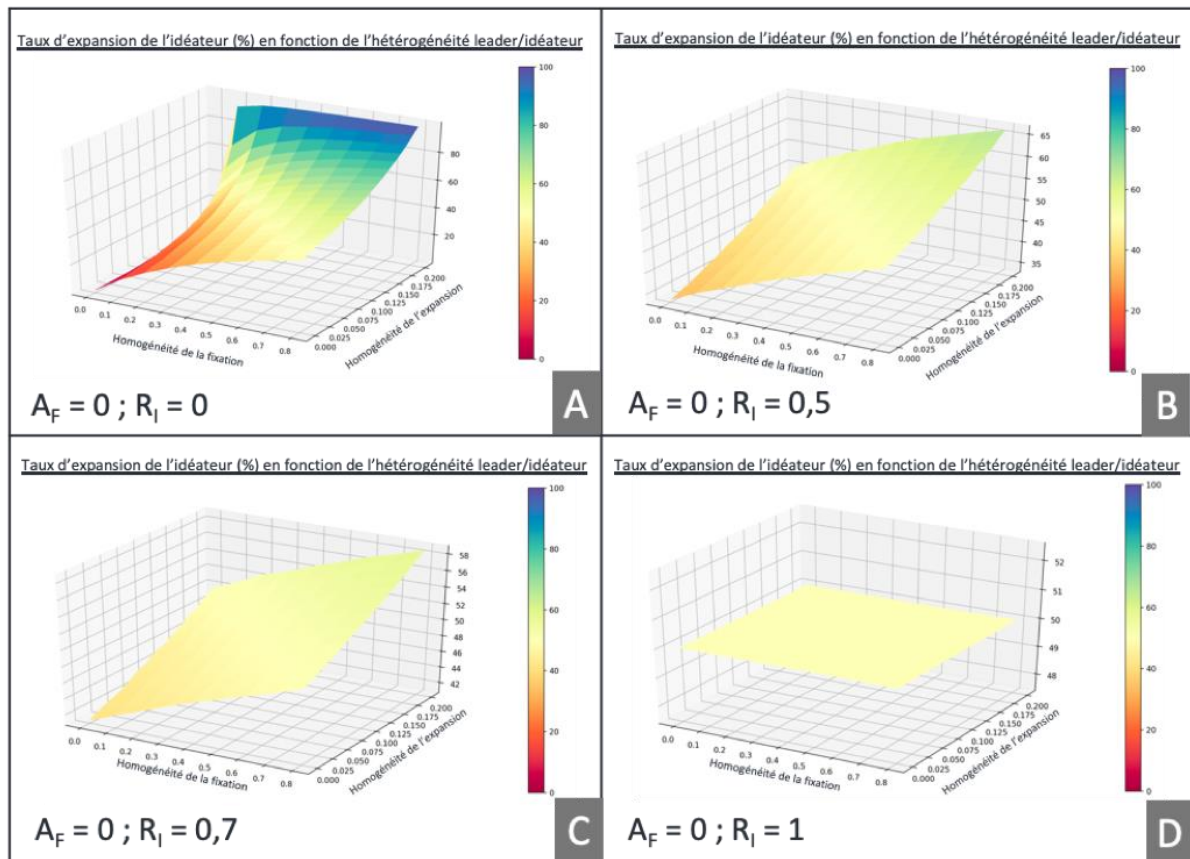 Taux d'expansion de l'idéateur (%) en fonction de l'hétérogénéité leader/idéateur
100
80
60
40
20
0
80
60
40
20
0.0 0.1 0.2 0.3 0.4 0.5 0.6 0.7 0.8
0.000 0.025 0.050 0.075 0.100 0.125 0.150 0.175 0.200
Homogénéité de la fixation
Homogénéité de l'expansion
A_F = 0 ; R_I = 0
A
Taux d'expansion de l'idéateur (%) en fonction de l'hétérogénéité leader/idéateur
100
80
60
40
20
0
65
60
55
50
45
40
35
0.0 0.1 0.2 0.3 0.4 0.5 0.6 0.7 0.8
0.000 0.025 0.050 0.075 0.100 0.125 0.150 0.175 0.200
Homogénéité de la fixation
Homogénéité de l'expansion
A_F = 0 ; R_I = 0,5
B
Taux d'expansion de l'idéateur (%) en fonction de l'hétérogénéité leader/idéateur
100
80
60
40
20
0
58
56
54
52
50
48
46
44
42
0.0 0.1 0.2 0.3 0.4 0.5 0.6 0.7 0.8
0.000 0.025 0.050 0.075 0.100 0.125 0.150 0.175 0.200
Homogénéité de la fixation
Homogénéité de l'expansion
A_F = 0 ; R_I = 0,7
C
Taux d'expansion de l'idéateur (%) en fonction de l'hétérogénéité leader/idéateur
100
80
60
40
20
0
52
51
50
49
48
0.0 0.1 0.2 0.3 0.4 0.5 0.6 0.7 0.8
0.000 0.025 0.050 0.075 0.100 0.125 0.150 0.175 0.200
Homogénéité de la fixation
Homogénéité de l'expansion
A_F = 0 ; R_I = 1
D